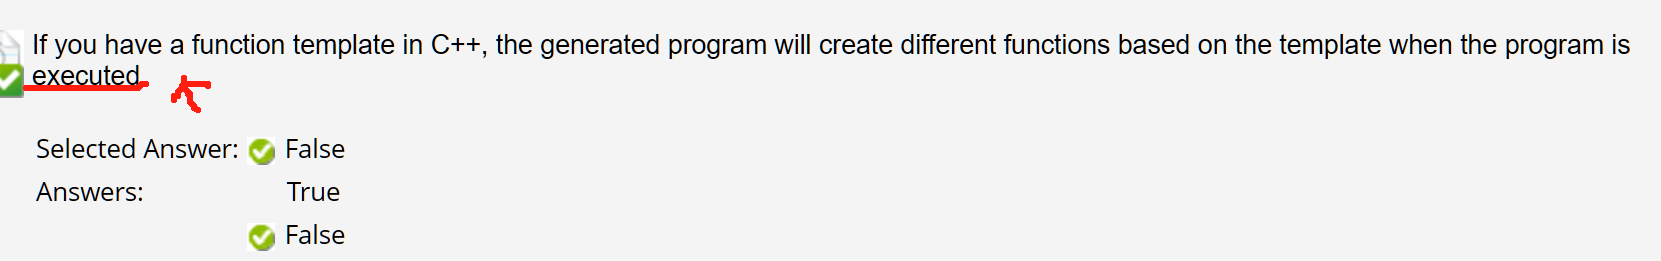 If you have a function template in C++, the generated program will create different functions based on the template when the program is
executed.
Selected Answer: False
Answers: True
False